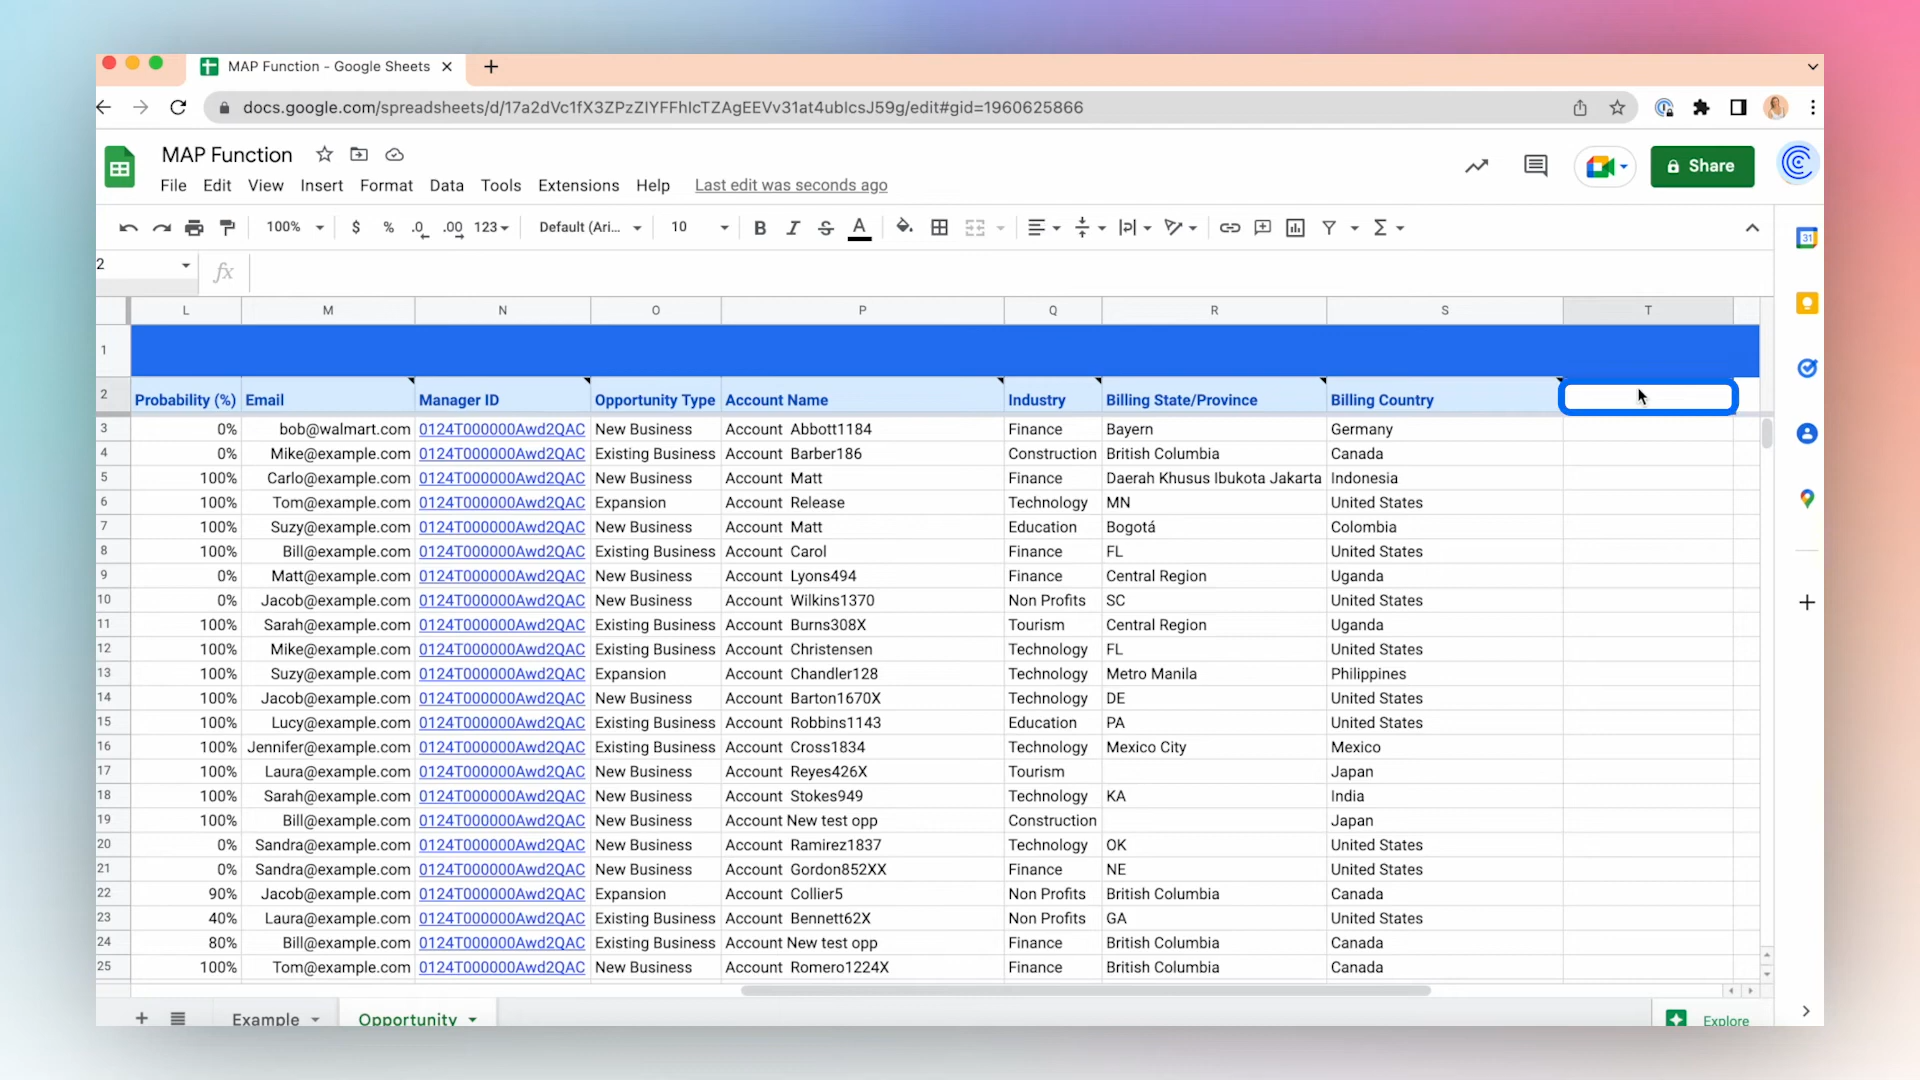 MAP Function - Google Sheets
docs.google.com/spreadsheets/d/17a2dVc1fX3ZPzZIYFFhIcTZAgEEVv31at4ubIcsJ59g/edit#gid=1960625866
MAP Function
File Edit View Insert Format Data Tools Extensions Help Last edit was seconds ago
Share
100% $ % .0 .00 123 Default (Ari... 10 B I S A
31
2
fx
L M N O P Q R S T
1
2 Probability (%) Email Manager ID Opportunity Type Account Name Industry Billing State/Province Billing Country
3 0% bob@walmart.com 0124T000000Awd2QAC New Business Account Abbott1184 Finance Bayern Germany
4 0% Mike@example.com 0124T000000Awd2QAC Existing Business Account Barber186 Construction British Columbia Canada
5 100% Carlo@example.com 0124T000000Awd2QAC New Business Account Matt Finance Daerah Khusus Ibukota Jakarta Indonesia
6 100% Tom@example.com 0124T000000Awd2QAC Expansion Account Release Technology MN United States
7 100% Suzy@example.com 0124T000000Awd2QAC New Business Account Matt Education Bogotá Colombia
8 100% Bill@example.com 0124T000000Awd2QAC Existing Business Account Carol Finance FL United States
9 0% Matt@example.com 0124T000000Awd2QAC New Business Account Lyons494 Finance Central Region Uganda
10 0% Jacob@example.com 0124T000000Awd2QAC New Business Account Wilkins1370 Non Profits SC United States
11 100% Sarah@example.com 0124T000000Awd2QAC Existing Business Account Burns308X Tourism Central Region Uganda
12 100% Mike@example.com 0124T000000Awd2QAC Existing Business Account Christensen Technology FL United States
13 100% Suzy@example.com 0124T000000Awd2QAC Expansion Account Chandler128 Technology Metro Manila Philippines
14 100% Jacob@example.com 0124T000000Awd2QAC New Business Account Barton1670X Technology DE United States
15 100% Lucy@example.com 0124T000000Awd2QAC Existing Business Account Robbins1143 Education PA United States
16 100% Jennifer@example.com 0124T000000Awd2QAC Existing Business Account Cross1834 Technology Mexico City Mexico
17 100% Laura@example.com 0124T000000Awd2QAC New Business Account Reyes426X Tourism Japan
18 100% Sarah@example.com 0124T000000Awd2QAC New Business Account Stokes949 Technology KA India
19 100% Bill@example.com 0124T000000Awd2QAC New Business Account New test opp Construction Japan
20 0% Sandra@example.com 0124T000000Awd2QAC New Business Account Ramirez1837 Technology OK United States
21 0% Sandra@example.com 0124T000000Awd2QAC New Business Account Gordon852XX Finance NE United States
22 90% Jacob@example.com 0124T000000Awd2QAC Expansion Account Collier5 Non Profits British Columbia Canada
23 40% Laura@example.com 0124T000000Awd2QAC Existing Business Account Bennett62X Non Profits GA United States
24 80% Bill@example.com 0124T000000Awd2QAC Existing Business Account New test opp Finance British Columbia Canada
25 100% Tom@example.com 0124T000000Awd2QAC New Business Account Romero1224X Finance British Columbia Canada
Example Opportunity Explore